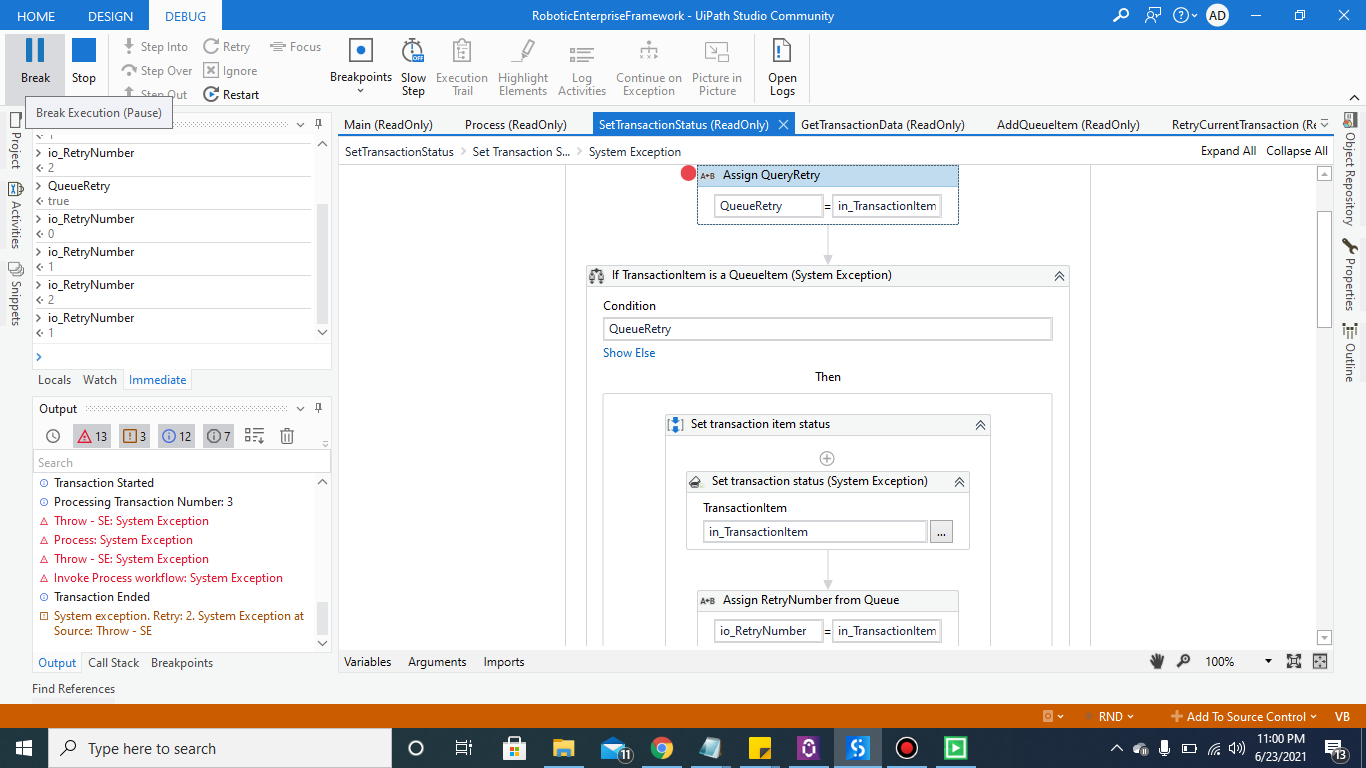 HOME DESIGN DEBUG
RoboticEnterpriseFramework - UiPath Studio Community
AD
Break
Stop
Step Into
Step Over
Step Out
Retry
Ignore
Restart
Focus
Breakpoints
Slow
Step
OFF
Execution
Trail
Highlight
Elements
Log
Activities
Continue on
Exception
Picture in
Picture
Open
Logs
Break Execution (Pause)
Project
Activities
Snippets
1
io_RetryNumber
2
QueueRetry
true
io_RetryNumber
0
io_RetryNumber
1
io_RetryNumber
2
io_RetryNumber
1
Locals Watch Immediate
Output
13 3 12 7
Search
Transaction Started
Processing Transaction Number: 3
Throw - SE: System Exception
Process: System Exception
Throw - SE: System Exception
Invoke Process workflow: System Exception
Transaction Ended
System exception. Retry: 2. System Exception at
Source: Throw - SE
Output Call Stack Breakpoints
Find References
Main (ReadOnly) Process (ReadOnly) SetTransactionStatus (ReadOnly) GetTransactionData (ReadOnly) AddQueueItem (ReadOnly) RetryCurrentTransaction (Re
SetTransactionStatus Set Transaction S... System Exception
Expand All Collapse All
A+B Assign QueryRetry
QueueRetry = in_TransactionItem
If TransactionItem is a QueueItem (System Exception)
Condition
QueueRetry
Show Else
Then
Set transaction item status
Set transaction status (System Exception)
TransactionItem
in_TransactionItem ...
A+B Assign RetryNumber from Queue
io_RetryNumber = in_TransactionItem
Variables Arguments Imports
100%
Object Repository
Properties
Outline
RND Add To Source Control VB
Type here to search
11
11:00 PM
6/23/2021
13